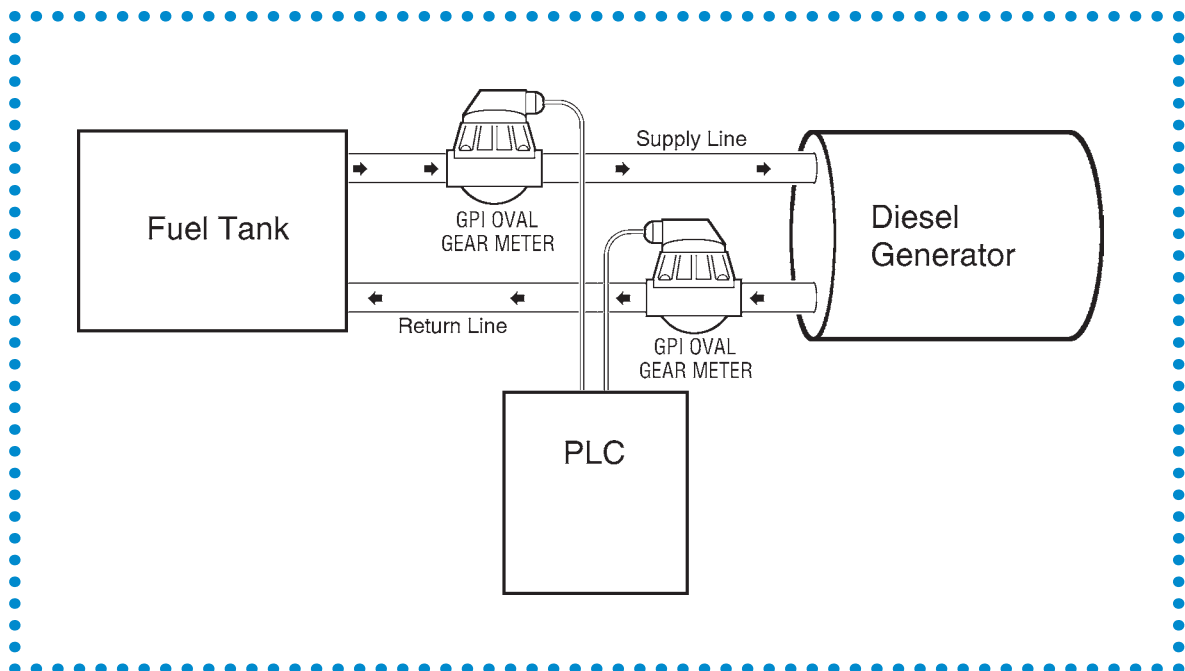 Supply Line
Fuel Tank
GPI OVAL
GEAR METER
Diesel
Generator
Return Line
GPI OVAL
GEAR METER
PLC